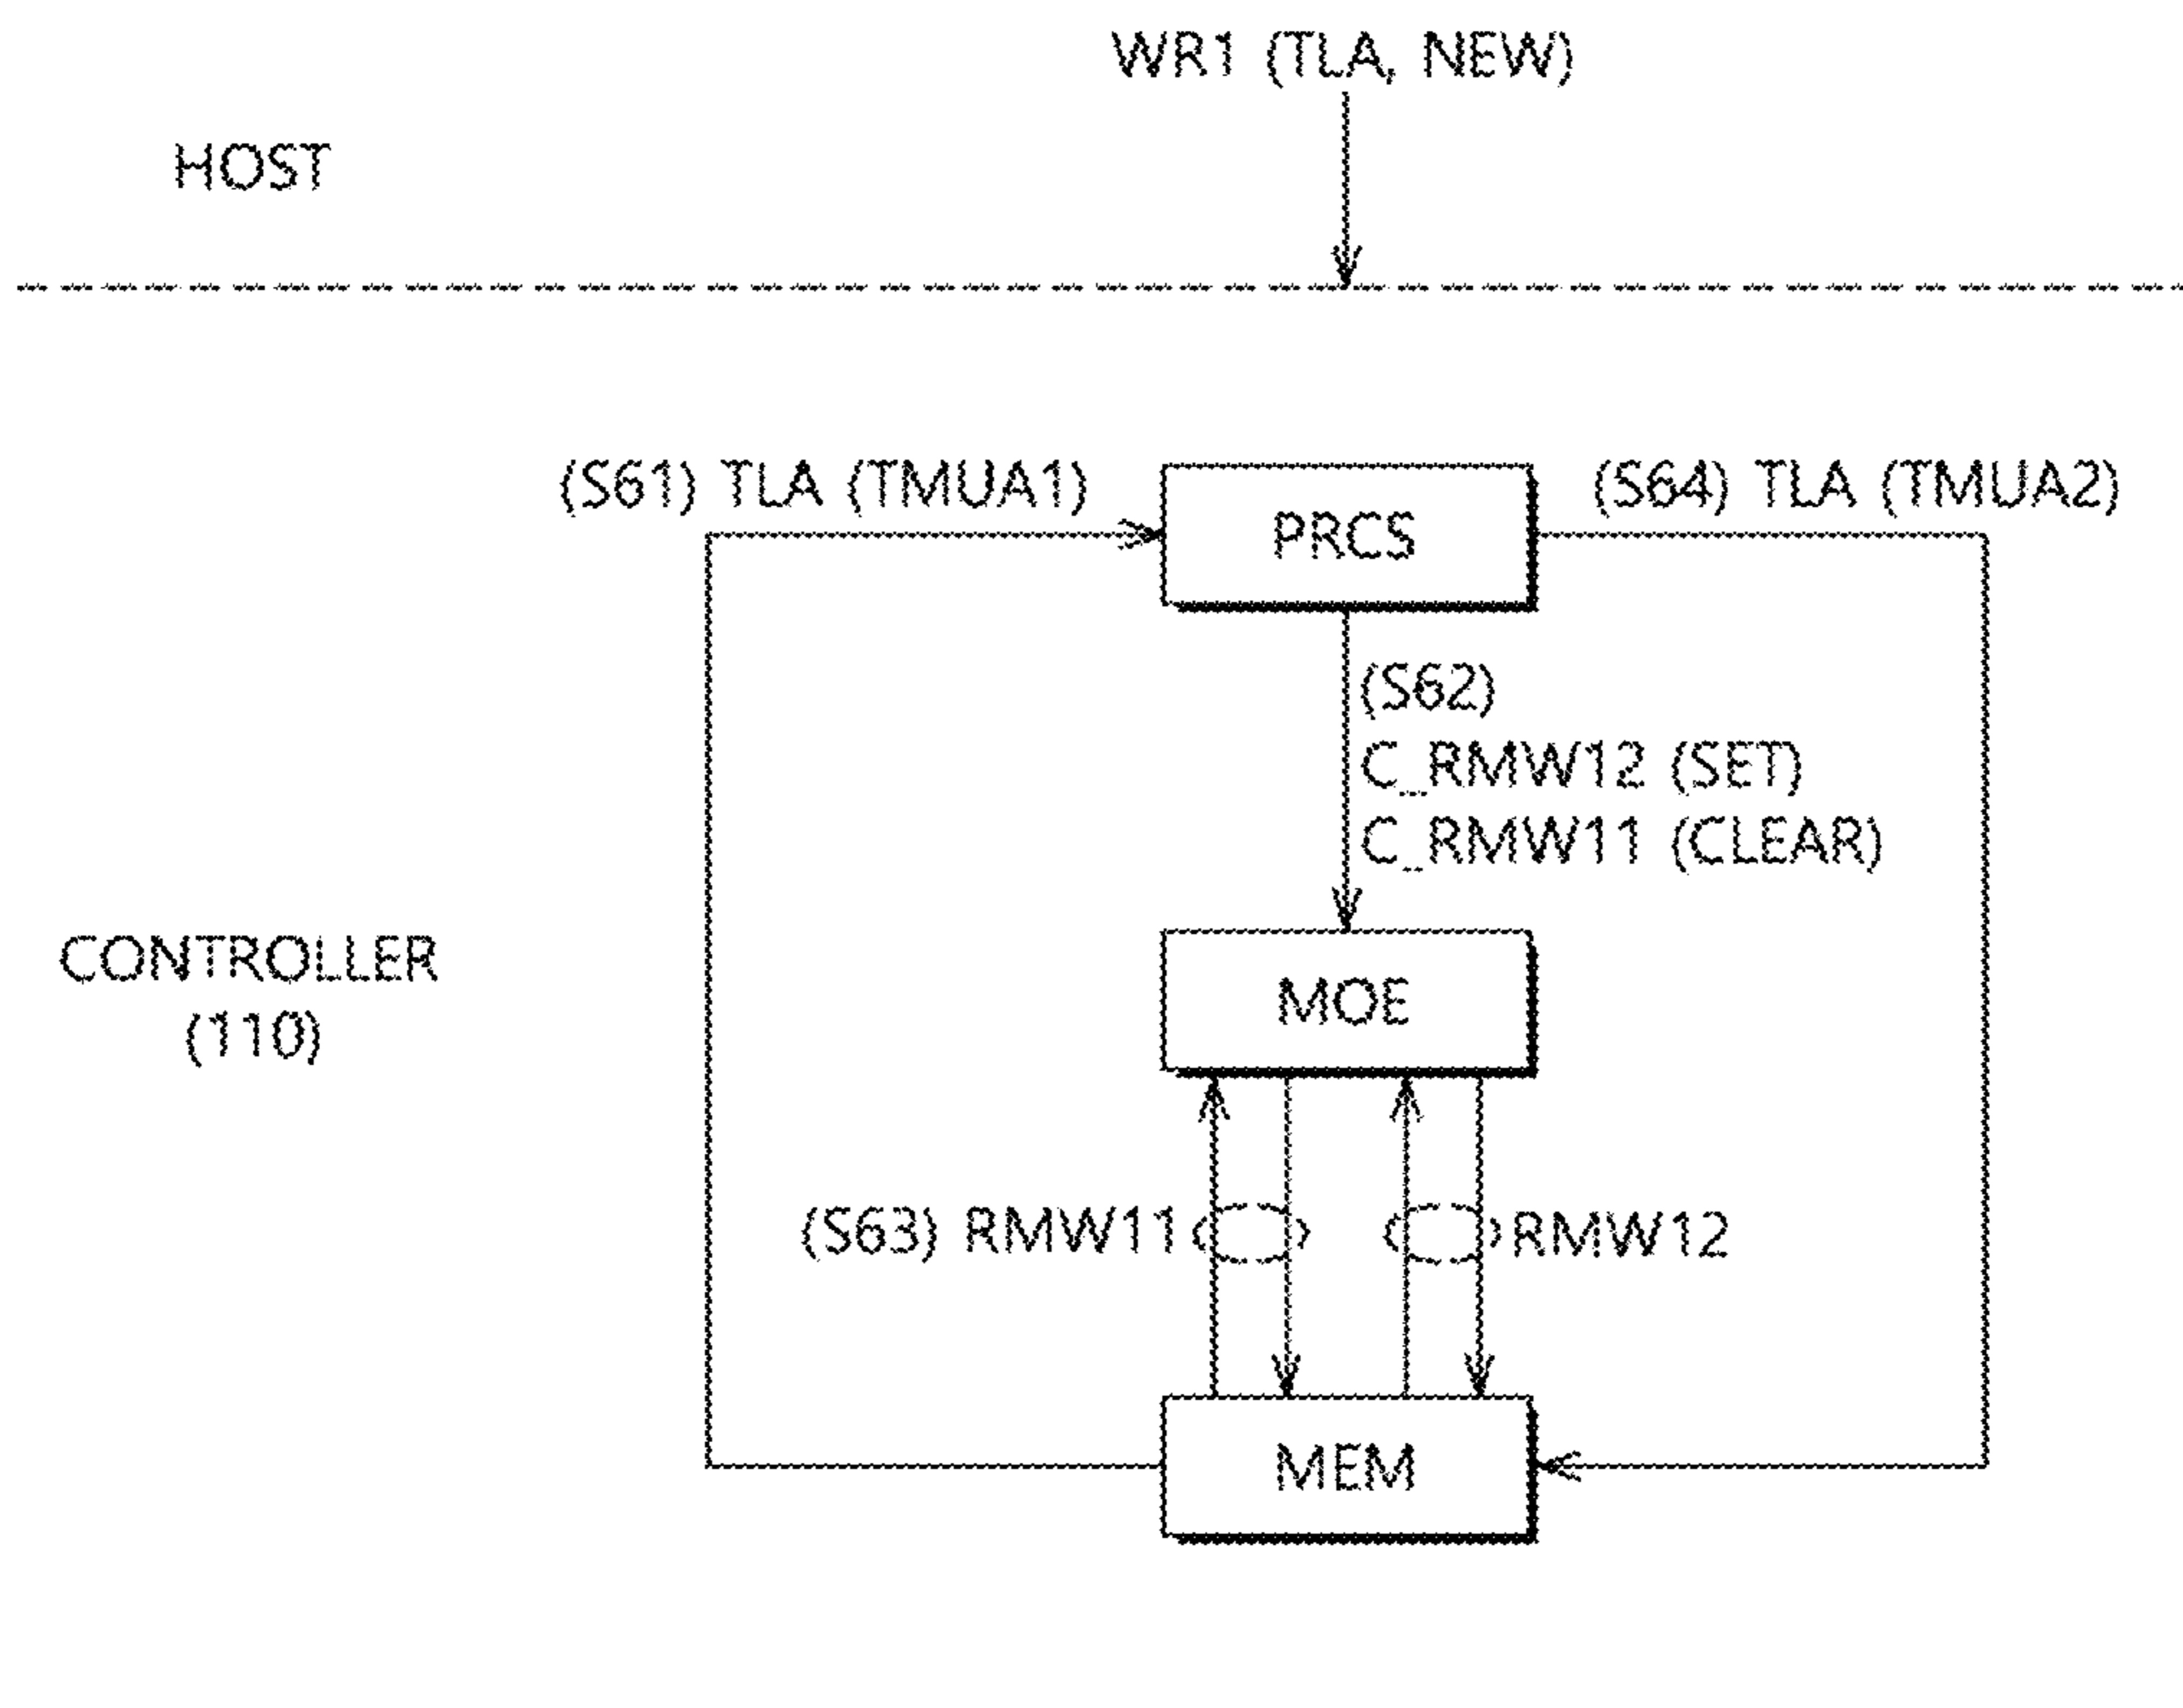 WR1 (TLA, NEW)
HOST
(S61) TLA (TMUA1)
PRCS
(S64) TLA (TMUA2)
(S62)
C_RMW12 (SET)
C_RMW11 (CLEAR)
CONTROLLER
(110)
MOE
(S63) RMW11
RMW12
MEM